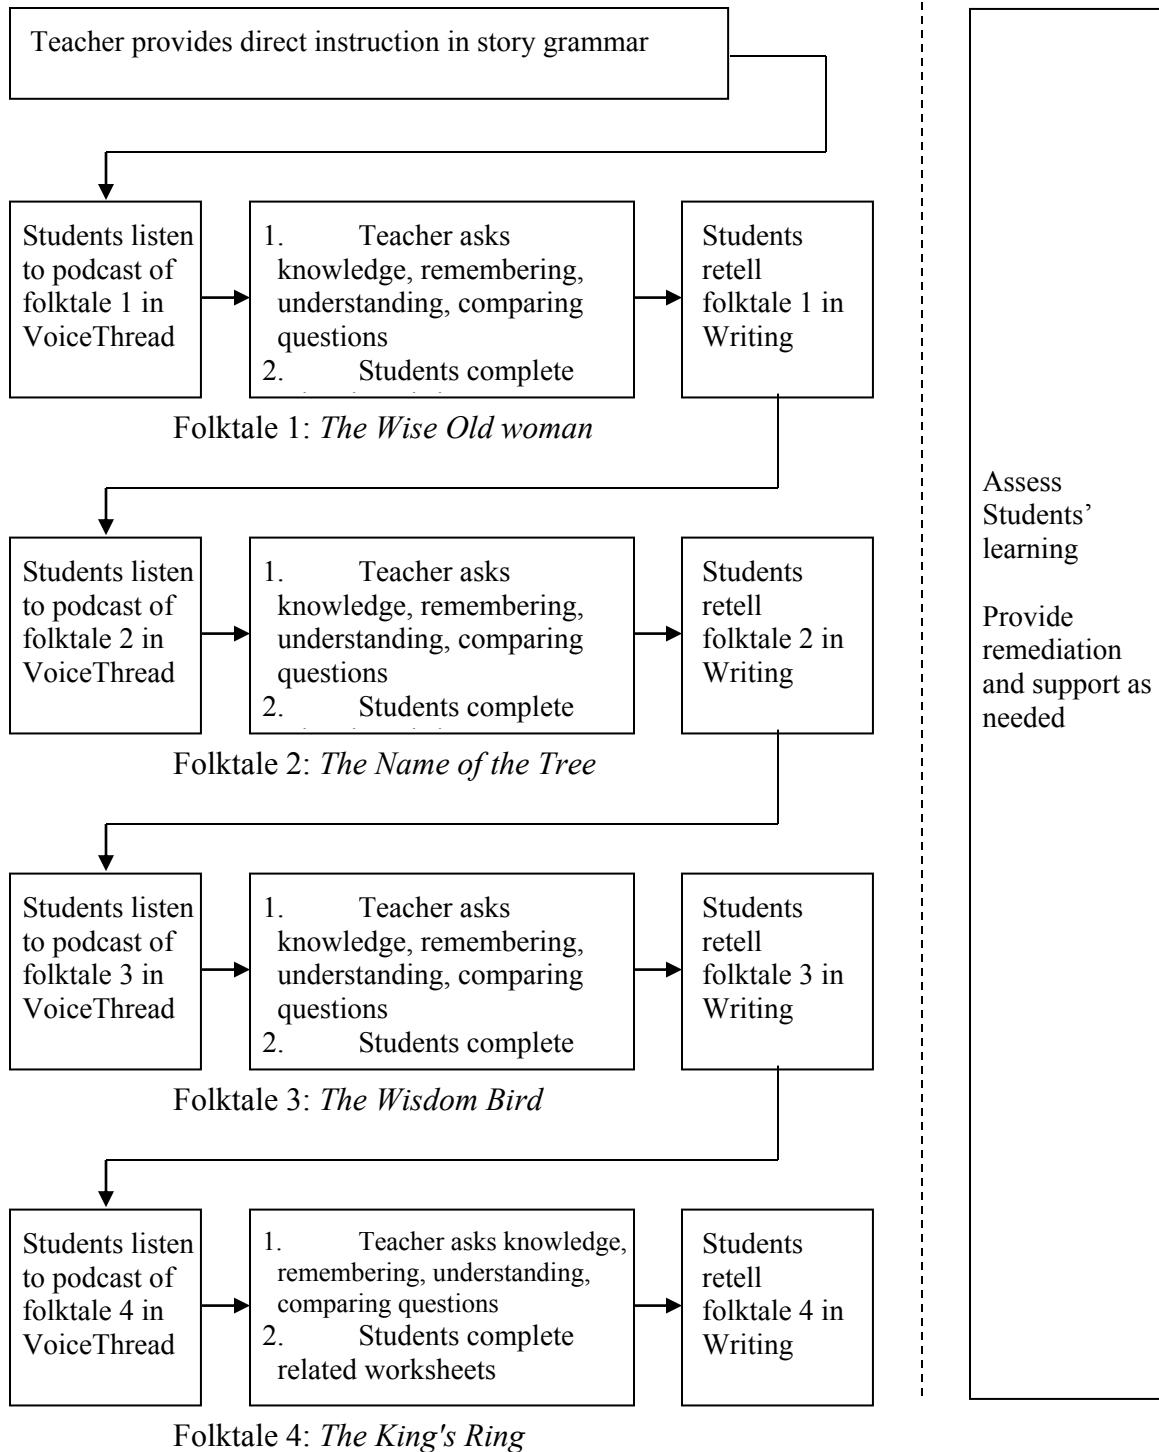 Teacher provides direct instruction in story grammar
Students listen
to podcast of
folktale 1 in
VoiceThread
1. Teacher asks
knowledge, remembering,
understanding, comparing
questions
2. Students complete
Students
retell
folktale 1 in
Writing
Folktale 1: The Wise Old woman
Students listen
to podcast of
folktale 2 in
VoiceThread
1. Teacher asks
knowledge, remembering,
understanding, comparing
questions
2. Students complete
Students
retell
folktale 2 in
Writing
Folktale 2: The Name of the Tree
Students listen
to podcast of
folktale 3 in
VoiceThread
1. Teacher asks
knowledge, remembering,
understanding, comparing
questions
2. Students complete
Students
retell
folktale 3 in
Writing
Folktale 3: The Wisdom Bird
Students listen
to podcast of
folktale 4 in
VoiceThread
1. Teacher asks knowledge,
remembering, understanding,
comparing questions
2. Students complete
related worksheets
Students
retell
folktale 4 in
Writing
Folktale 4: The King's Ring
Assess
Students’
learning
Provide
remediation
and support as
needed